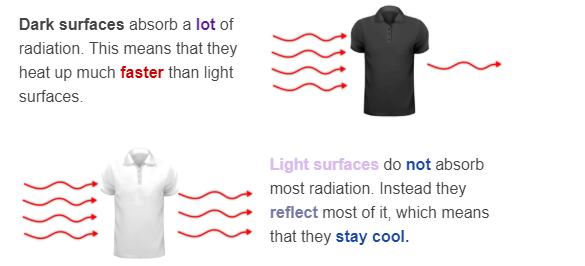 Dark surfaces absorb a lot of
radiation. This means that they
heat up much faster than light
surfaces.
Light surfaces do not absorb
most radiation. Instead they
reflect most of it, which means
that they stay cool.